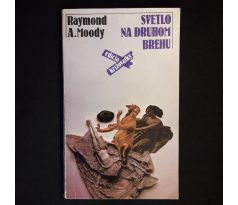 Raymond
A. Moody
SVETLO
NA DRUHOM
BREHU